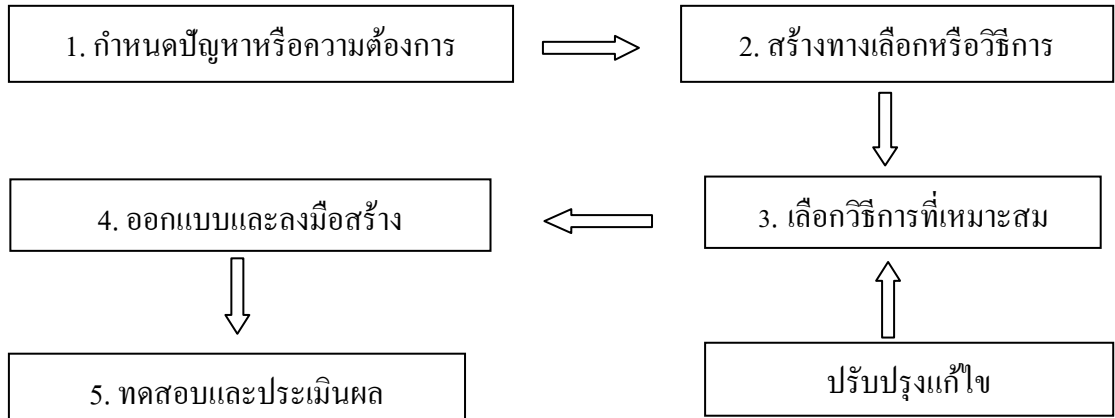 1. กำหนดปัญหาหรือความต้องการ
2. สร้างทางเลือกหรือวิธีการ
4. ออกแบบและลงมือสร้าง
3. เลือกวิธีการที่เหมาะสม
5. ทดสอบและประเมินผล
ปรับปรุงแก้ไข